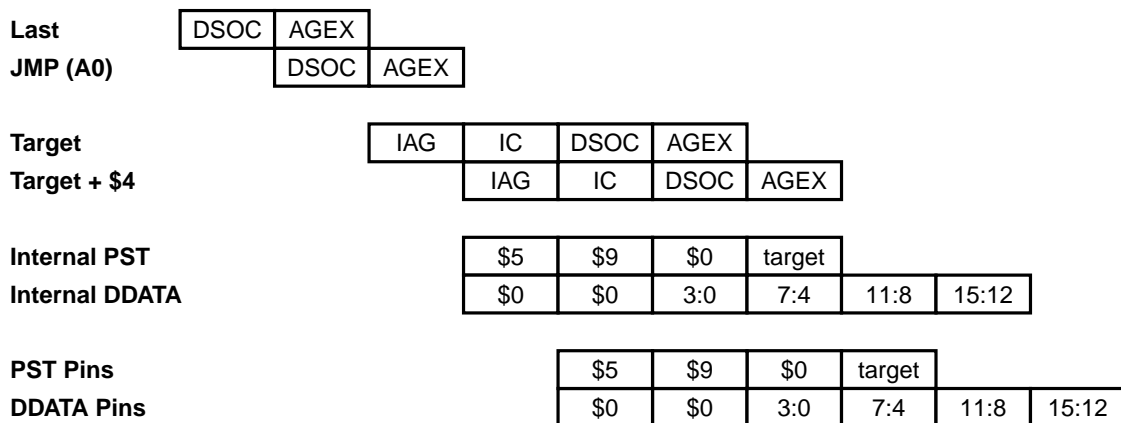 Last DSOC AGEX
JMP (A0) DSOC AGEX
Target IAG IC DSOC AGEX
Target + $4 IAG IC DSOC AGEX
Internal PST $5 $9 $0 target
Internal DDATA $0 $0 3:0 7:4 11:8 15:12
PST Pins $5 $9 $0 target
DDATA Pins $0 $0 3:0 7:4 11:8 15:12